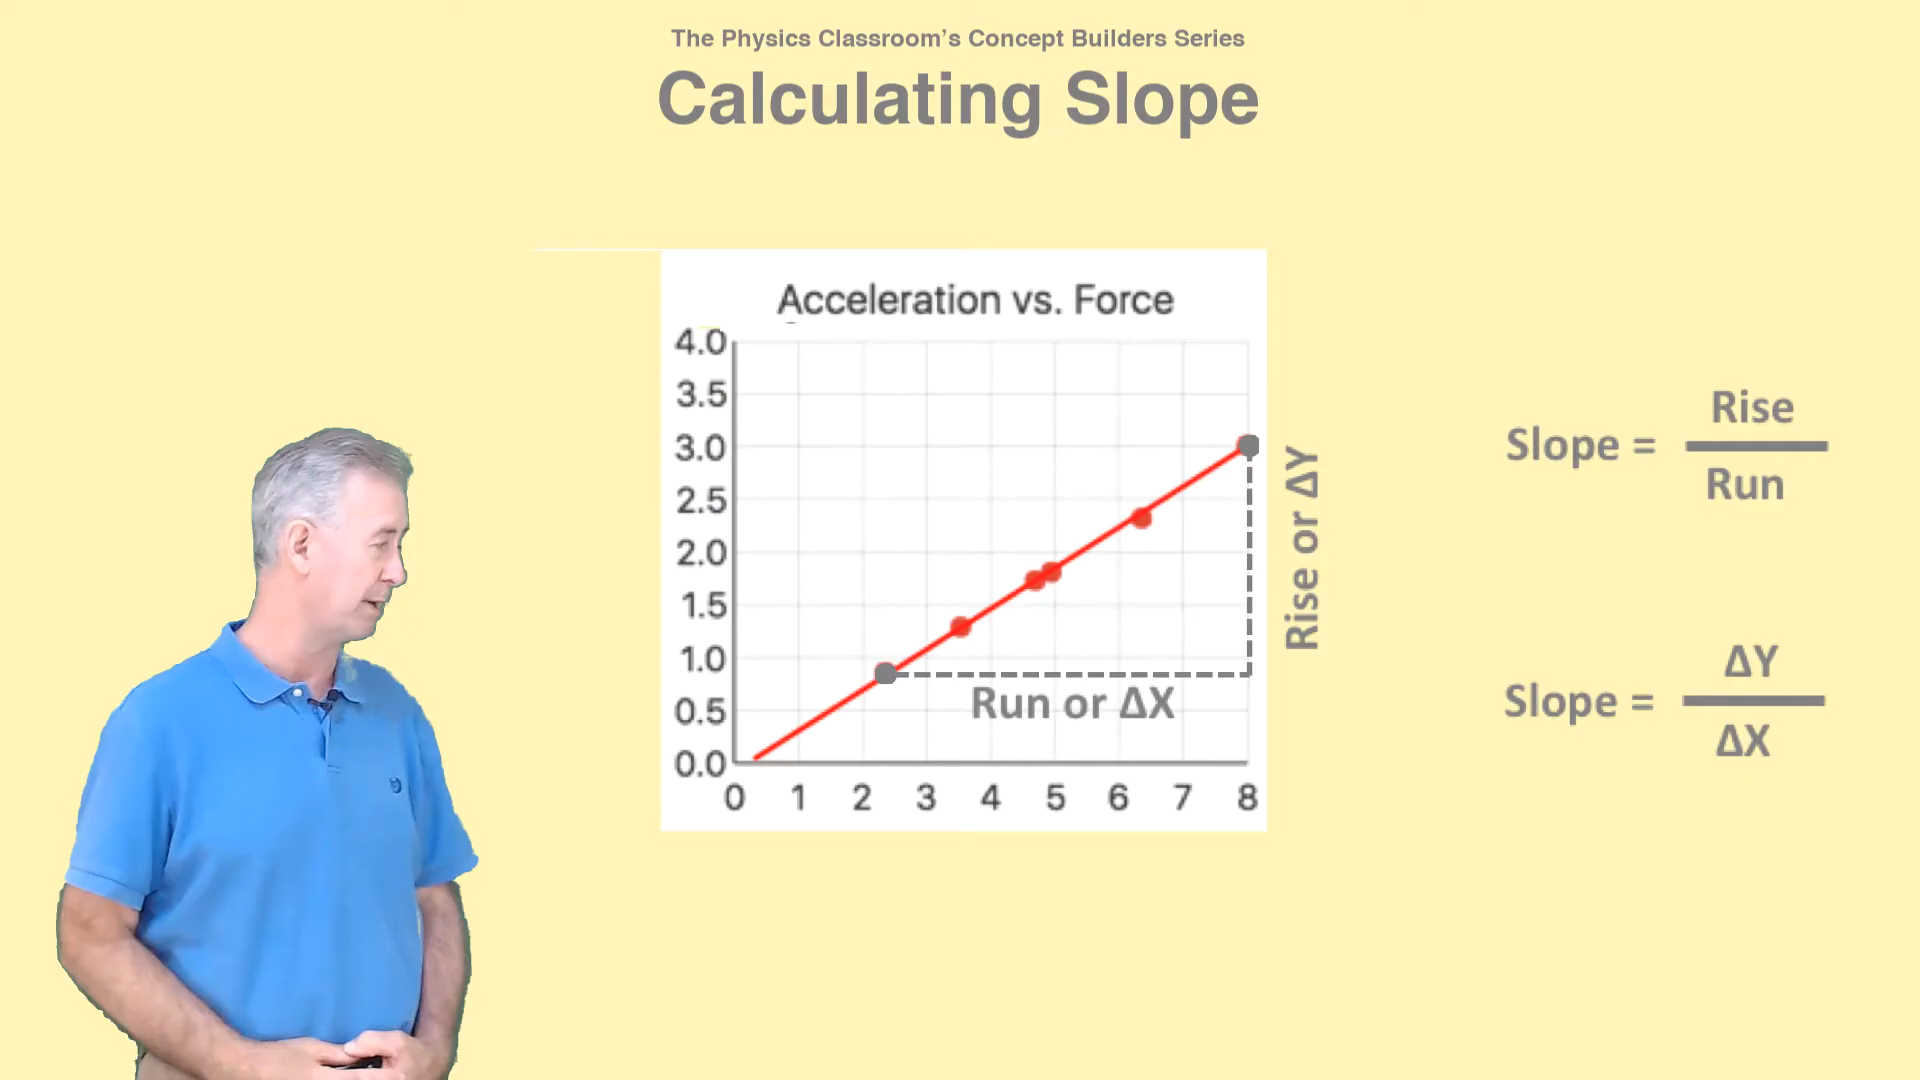 The Physics Classroom’s Concept Builders Series
Calculating Slope
Acceleration vs. Force
4.0
3.5
3.0
2.5
2.0
1.5
1.0
0.5
0.0
0 1 2 3 4 5 6 7 8
Run or ΔX
Rise or ΔY
Slope = Rise
Run
Slope = ΔY
ΔX